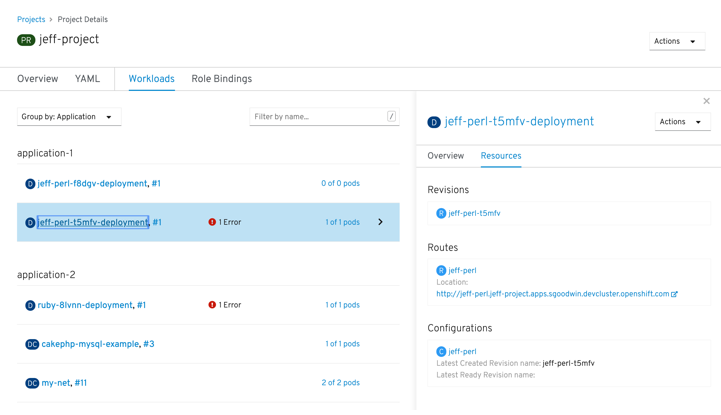 Projects > Project Details
PR jeff-project
Actions
Overview YAML Workloads Role Bindings
Group by: Application
Filter by name...
/
application-1
D jeff-perl-f8dgv-deployment, #1 0 of 0 pods
D jeff-perl-t5mfv-deployment, #1 1 Error 1 of 1 pods
application-2
D ruby-8lvnn-deployment, #1 1 Error 1 of 1 pods
DC cakephp-mysql-example, #3 1 of 1 pods
DC my-net, #11 2 of 2 pods
D jeff-perl-t5mfv-deployment
Actions
Overview Resources
Revisions
R jeff-perl-t5mfv
Routes
R jeff-perl
Location:
http://jeff-perl.jeff-project.apps.sgoodwin.devcluster.openshift.com
Configurations
C jeff-perl
Latest Created Revision name: jeff-perl-t5mfv
Latest Ready Revision name: